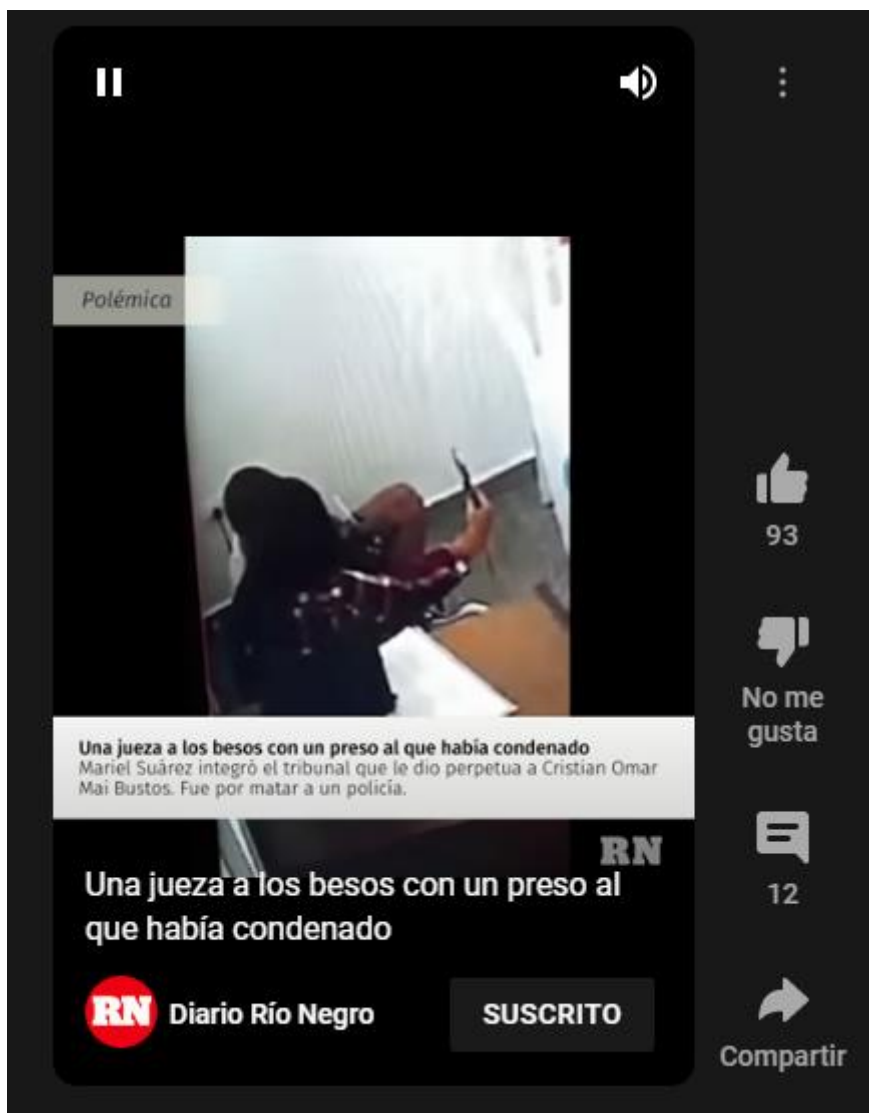 Polémica
Una jueza a los besos con un preso al que había condenado
Mariel Suárez integró el tribunal que le dio perpetua a Cristian Omar
Mai Bustos. Fue por matar a un policía.
RN
Una jueza a los besos con un preso al
que había condenado
RN Diario Río Negro SUSCRITO
93
No me
gusta
12
Compartir